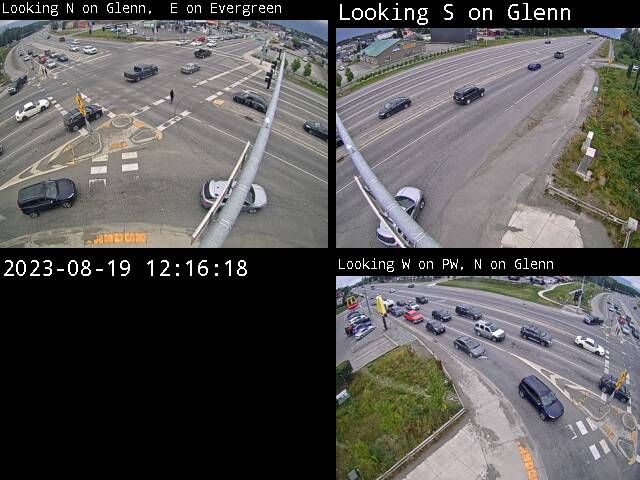 Looking N on Glenn,  E on Evergreen
Looking S on Glenn
2023-08-19 12:16:18
Looking W on PW, N on Glenn